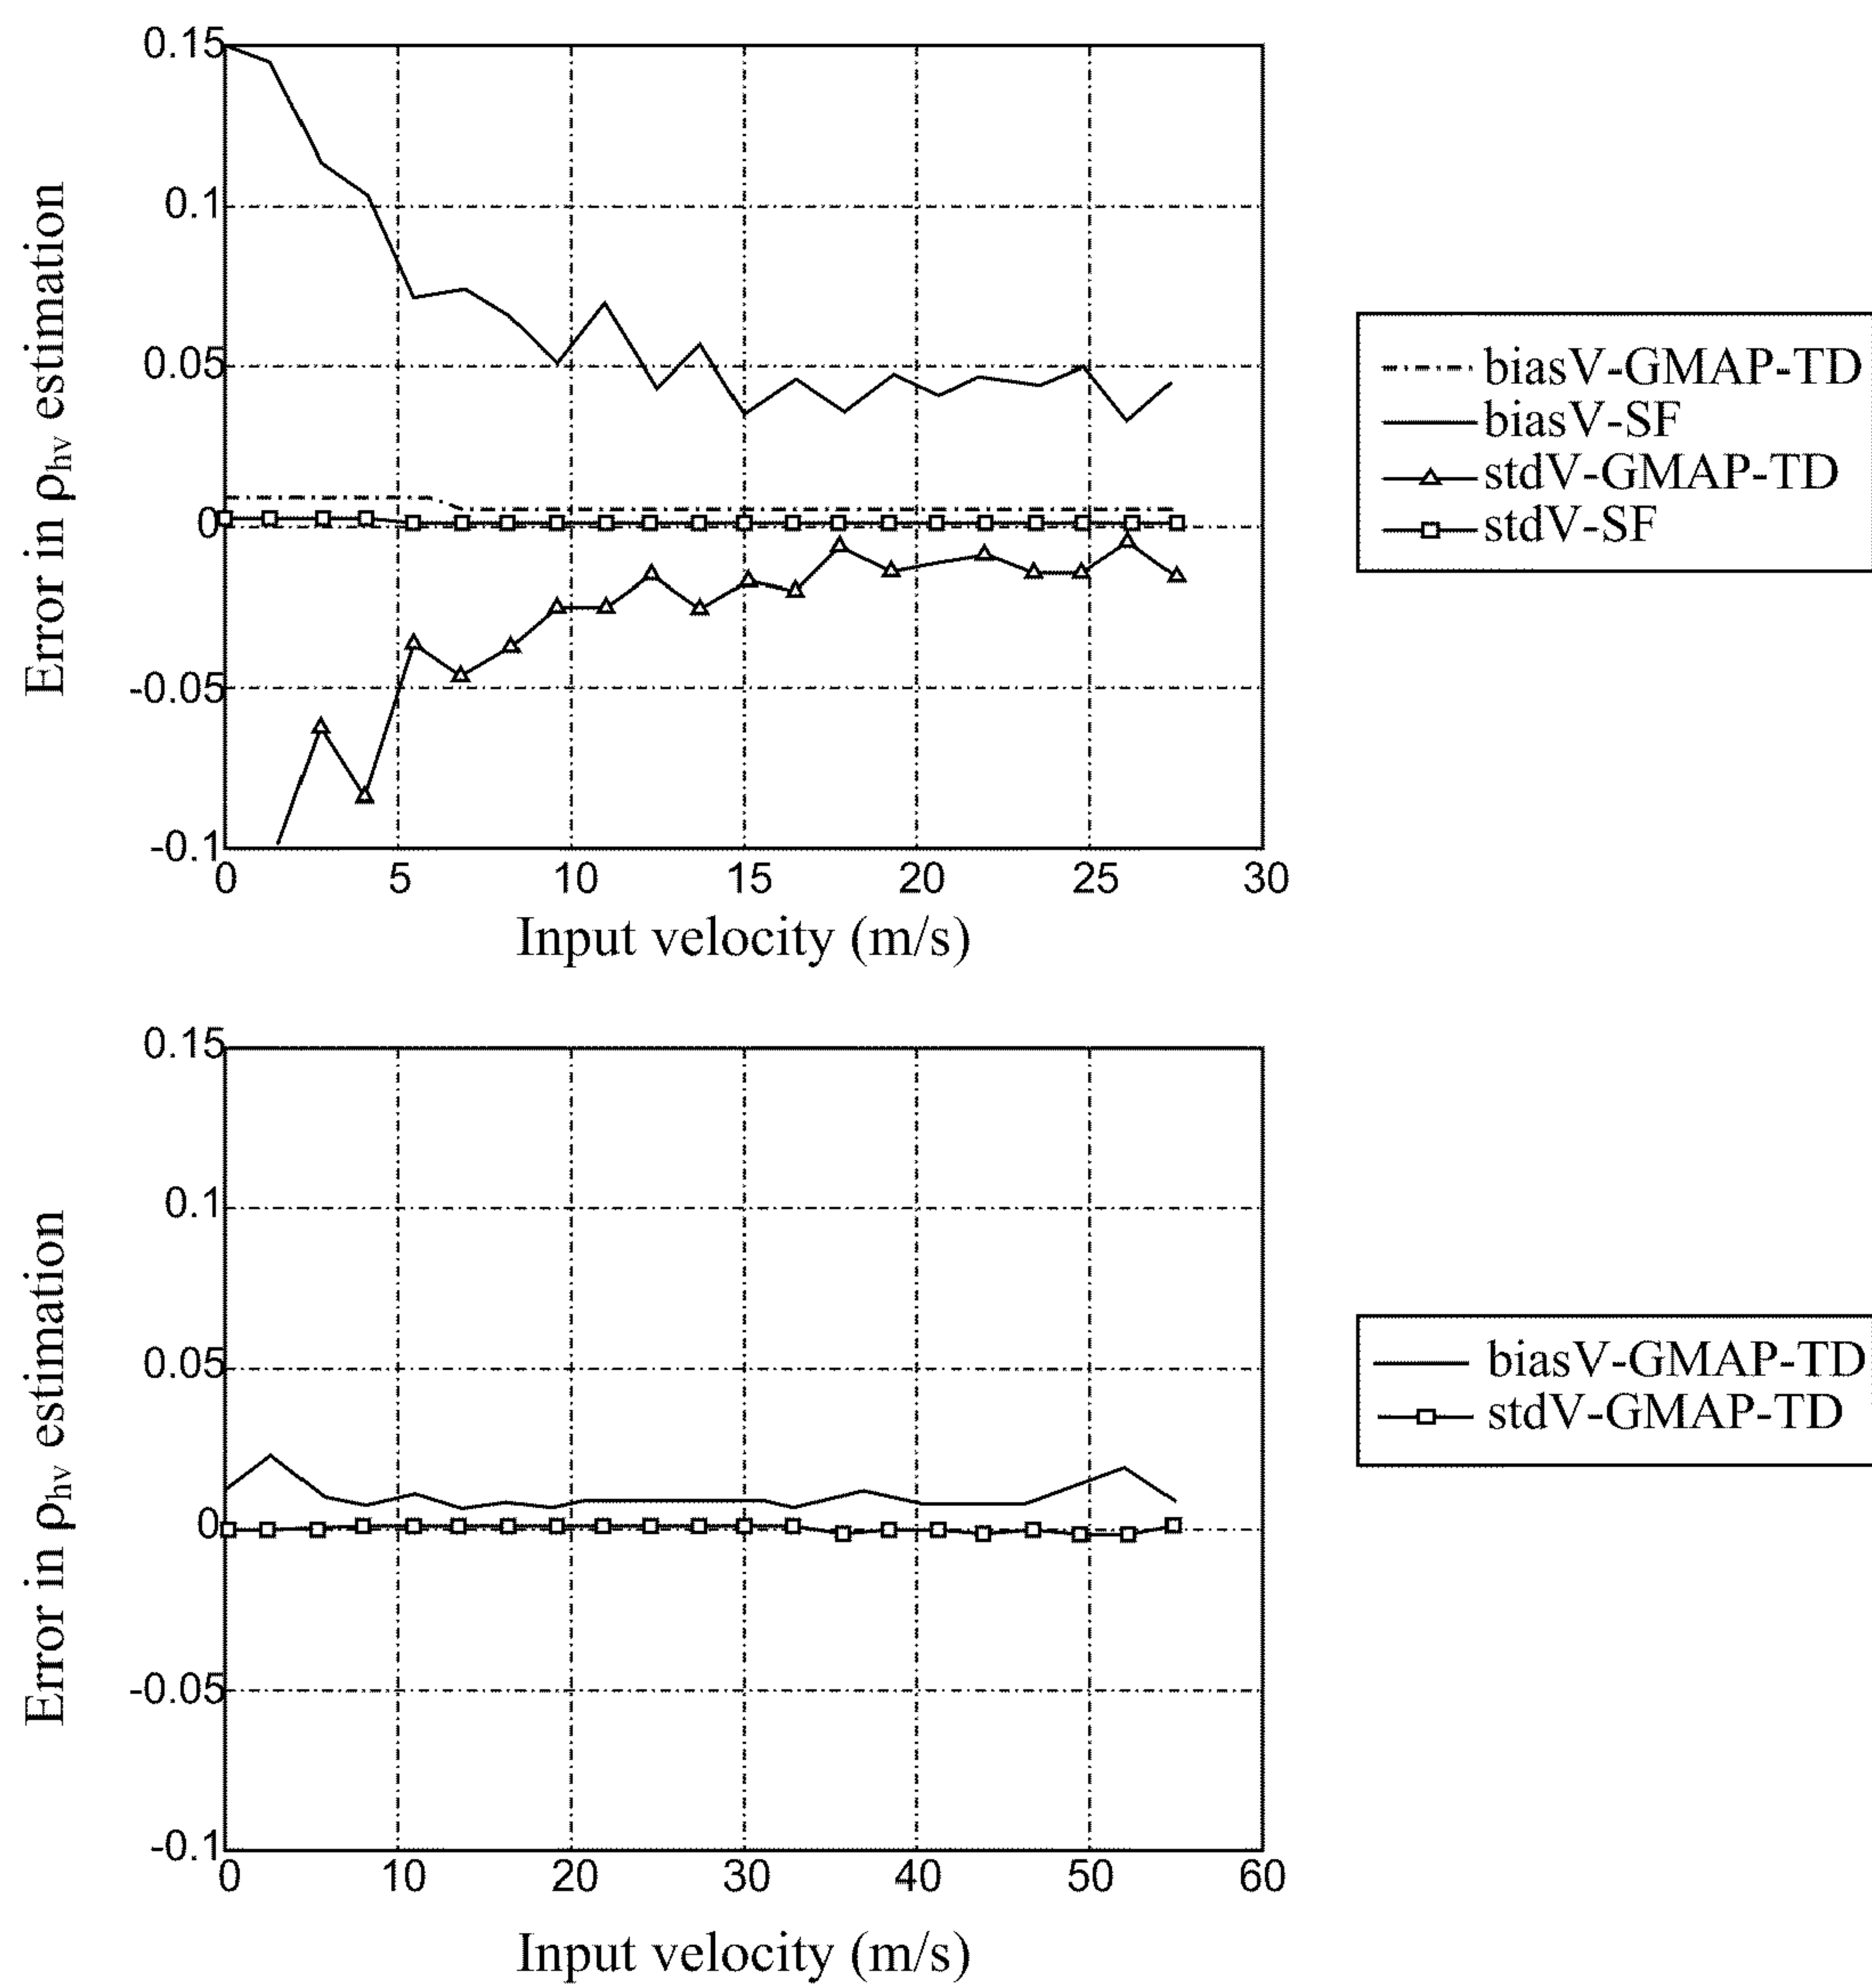 0.15
0.1
0.05
0
-0.05
-0.1
Error in ρhv estimation
0 5 10 15 20 25 30
Input velocity (m/s)
biasV-GMAP-TD
biasV-SF
stdV-GMAP-TD
stdV-SF
0.15
0.1
0.05
0
-0.05
-0.1
Error in ρhv estimation
0 10 20 30 40 50 60
Input velocity (m/s)
biasV-GMAP-TD
stdV-GMAP-TD